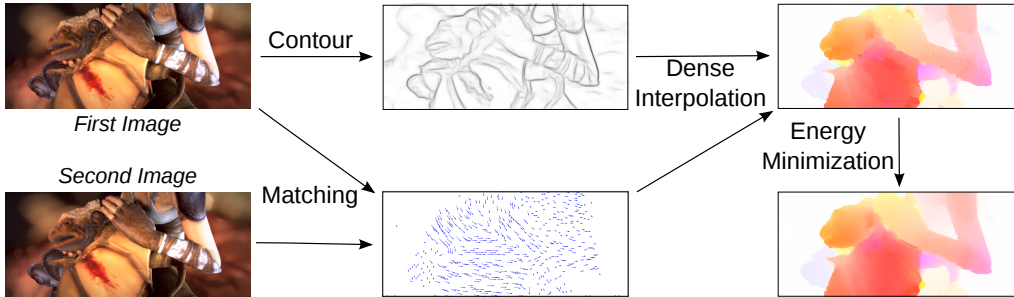 Contour
First Image
Dense
Interpolation
Energy
Minimization
Second Image
Matching